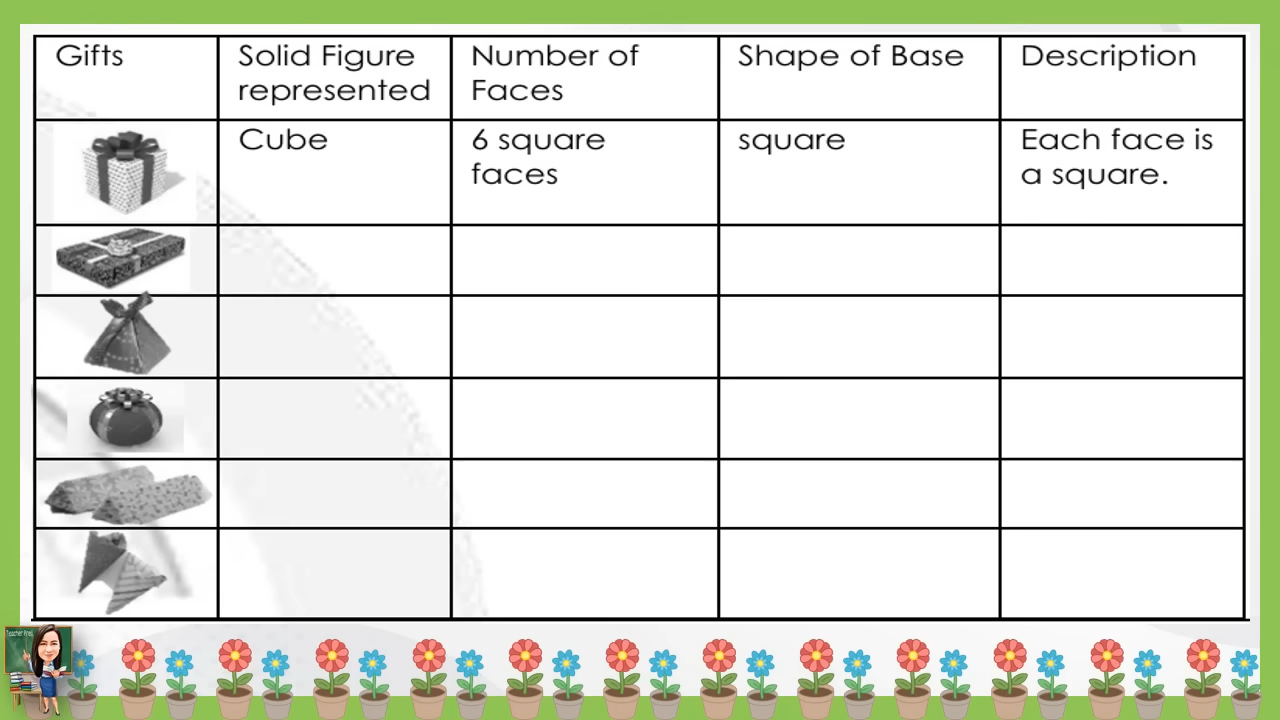 Gifts
Solid Figure
represented
Number of
Faces
Shape of Base
Description
Cube
6 square
faces
square
Each face is
a square.